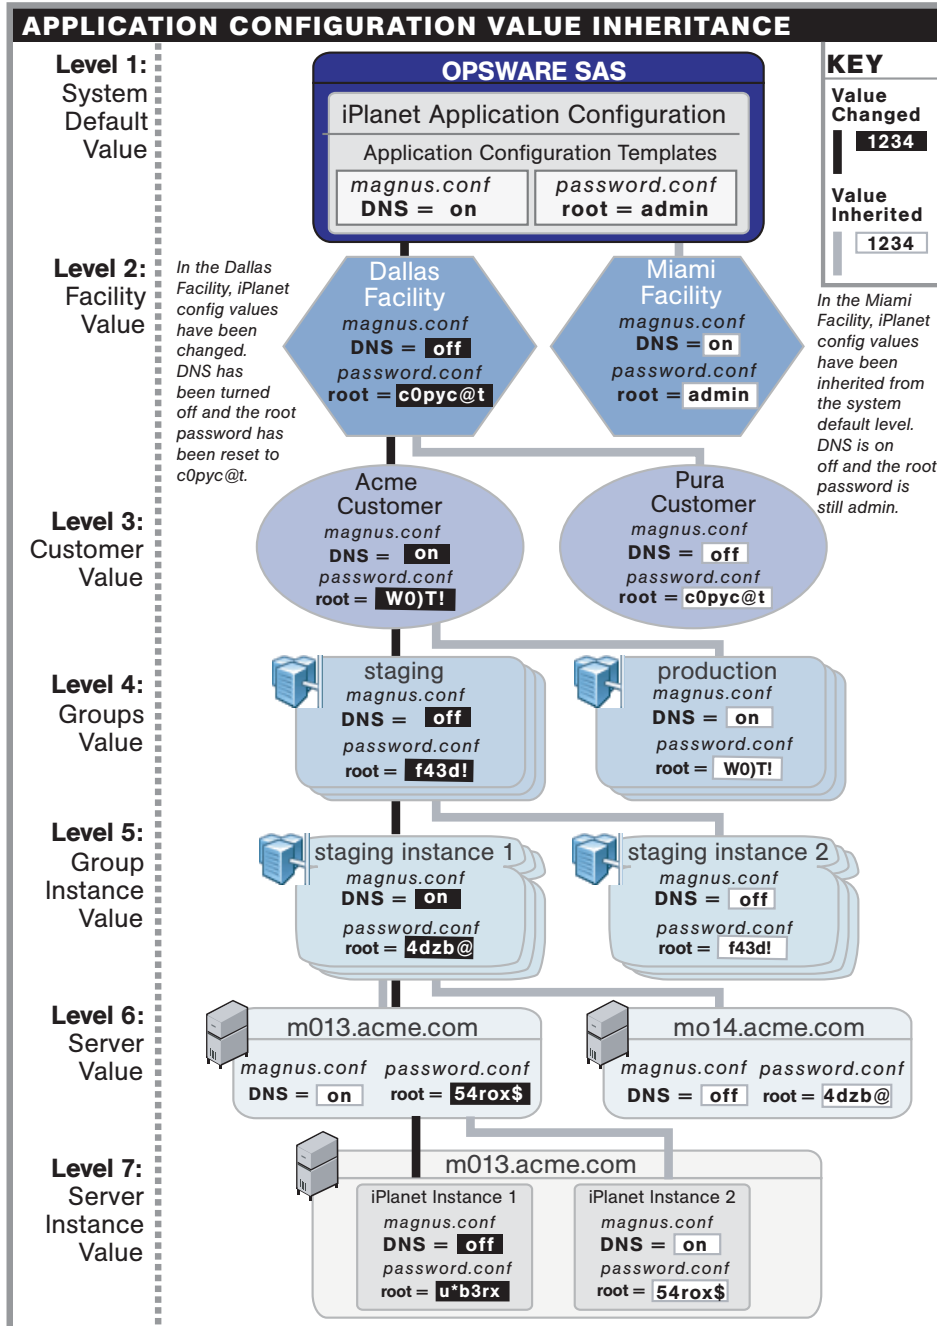 APPLICATION CONFIGURATION VALUE INHERITANCE
Level 1:
System
Default
Value
OPSWARE SAS
iPlanet Application Configuration
Application Configuration Templates
magnus.conf
DNS = on
password.conf
root = admin
KEY
Value
Changed
1234
Value
Inherited
1234
Level 2:
Facility
Value
In the Dallas
Facility, iPlanet
config values
have been
changed.
DNS has
been turned
off and the root
password has
been reset to
c0pyc@t.
Dallas
Facility
magnus.conf
DNS = off
password.conf
root = c0pyc@t
Miami
Facility
magnus.conf
DNS = on
password.conf
root = admin
In the Miami
Facility, iPlanet
config values
have been
inherited from
the system
default level.
DNS is on
off and the root
password is
still admin.
Level 3:
Customer
Value
Acme
Customer
magnus.conf
DNS = on
password.conf
root = W0)T!
Pura
Customer
magnus.conf
DNS = off
password.conf
root = c0pyc@t
Level 4:
Groups
Value
staging
magnus.conf
DNS = off
password.conf
root = f43d!
production
magnus.conf
DNS = on
password.conf
root = W0)T!
Level 5:
Group
Instance
Value
staging instance 1
magnus.conf
DNS = on
password.conf
root = 4dzb@
staging instance 2
magnus.conf
DNS = off
password.conf
root = f43d!
Level 6:
Server
Value
m013.acme.com
magnus.conf password.conf
DNS = on root = 54rox$
mo14.acme.com
magnus.conf password.conf
DNS = off root = 4dzb@
Level 7:
Server
Instance
Value
m013.acme.com
iPlanet Instance 1
magnus.conf
DNS = off
password.conf
root = u*b3rx
iPlanet Instance 2
magnus.conf
DNS = on
password.conf
root = 54rox$